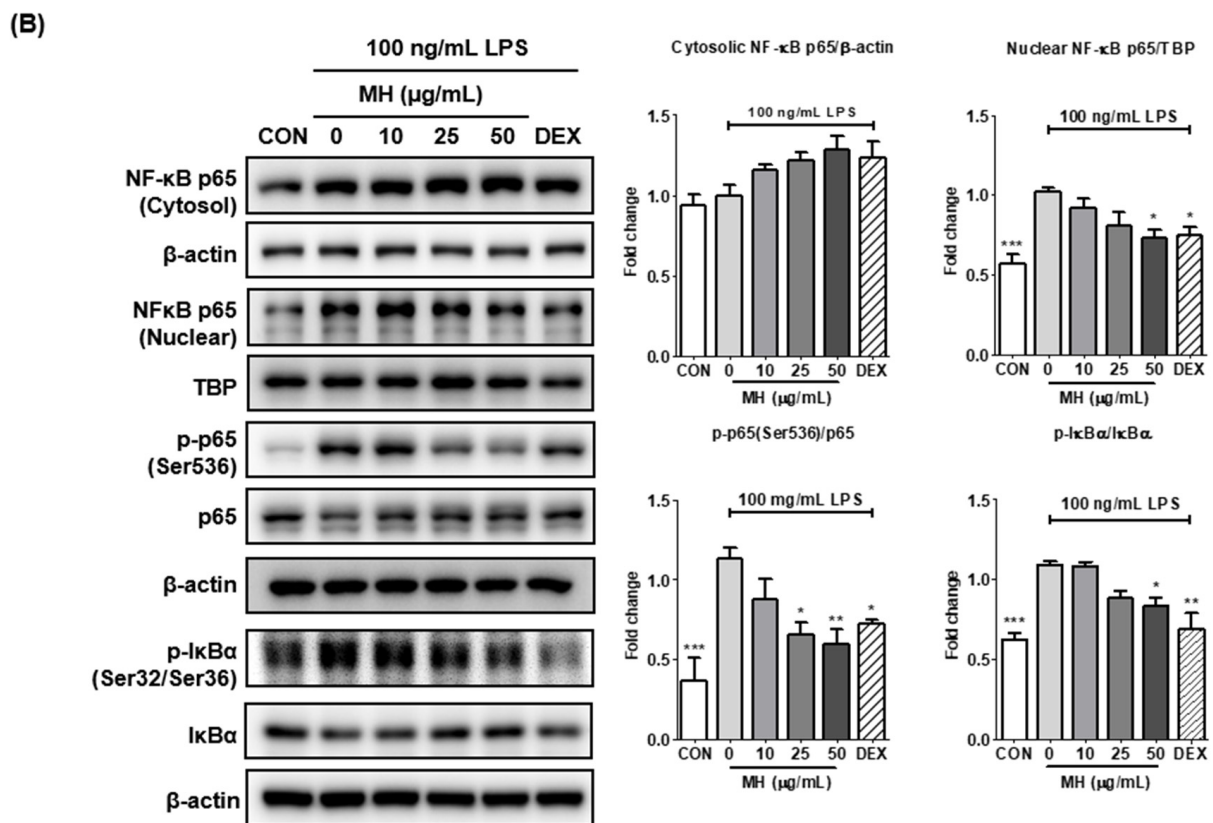 (B)
100 ng/mL LPS
MH (µg/mL)
CON 0 10 25 50 DEX
NF-κB p65
(Cytosol)
β-actin
NFκB p65
(Nuclear)
TBP
p-p65
(Ser536)
p65
β-actin
p-IκBα
(Ser32/Ser36)
IκBα
β-actin
Cytosolic NF-κB p65/β-actin
100 ng/mL LPS
Fold change
1.5
1.0
0.5
0.0
CON 0 10 25 50 DEX
MH (µg/mL)
Nuclear NF-κB p65/TBP
100 ng/mL LPS
Fold change
1.5
1.0
0.5
0.0
*** * *
CON 0 10 25 50 DEX
MH (µg/mL)
p-p65(Ser536)/p65
100 mg/mL LPS
Fold change
1.5
1.0
0.5
0.0
*** * ** *
CON 0 10 25 50 DEX
MH (µg/mL)
p-IκBα/IκBα
100 ng/mL LPS
Fold change
1.5
1.0
0.5
0.0
*** * **
CON 0 10 25 50 DEX
MH (µg/mL)